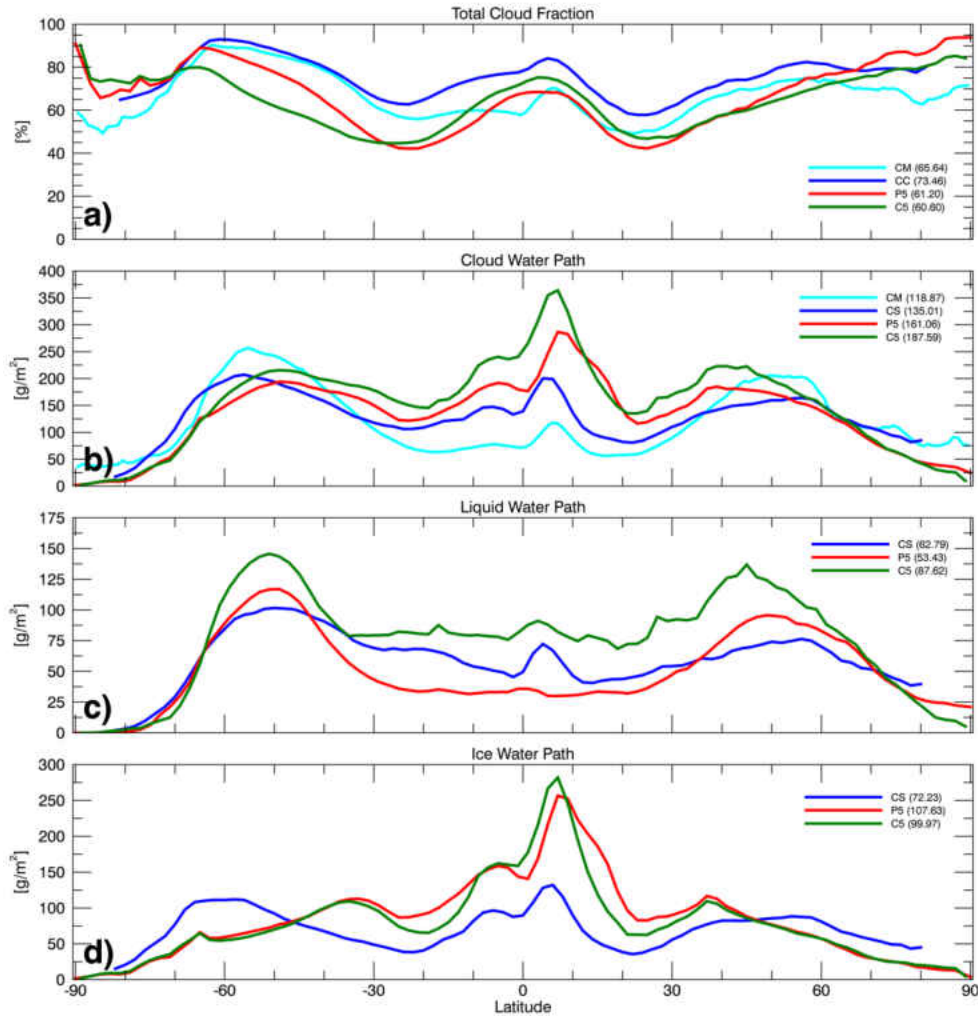 Total Cloud Fraction
100
80
60
40
20
0
[%]
a)
CM (65.64)
CC (73.46)
P5 (61.20)
C5 (60.60)
Cloud Water Path
400
350
300
250
200
150
100
50
0
[g/m²]
b)
CM (118.87)
CS (135.01)
P5 (161.06)
C5 (187.59)
Liquid Water Path
175
150
125
100
75
50
25
0
[g/m²]
c)
CS (62.79)
P5 (53.43)
C5 (87.62)
Ice Water Path
300
250
200
150
100
50
0
[g/m²]
d)
CS (72.23)
P5 (107.63)
C5 (99.97)
-90 -60 -30 0 30 60 90
Latitude